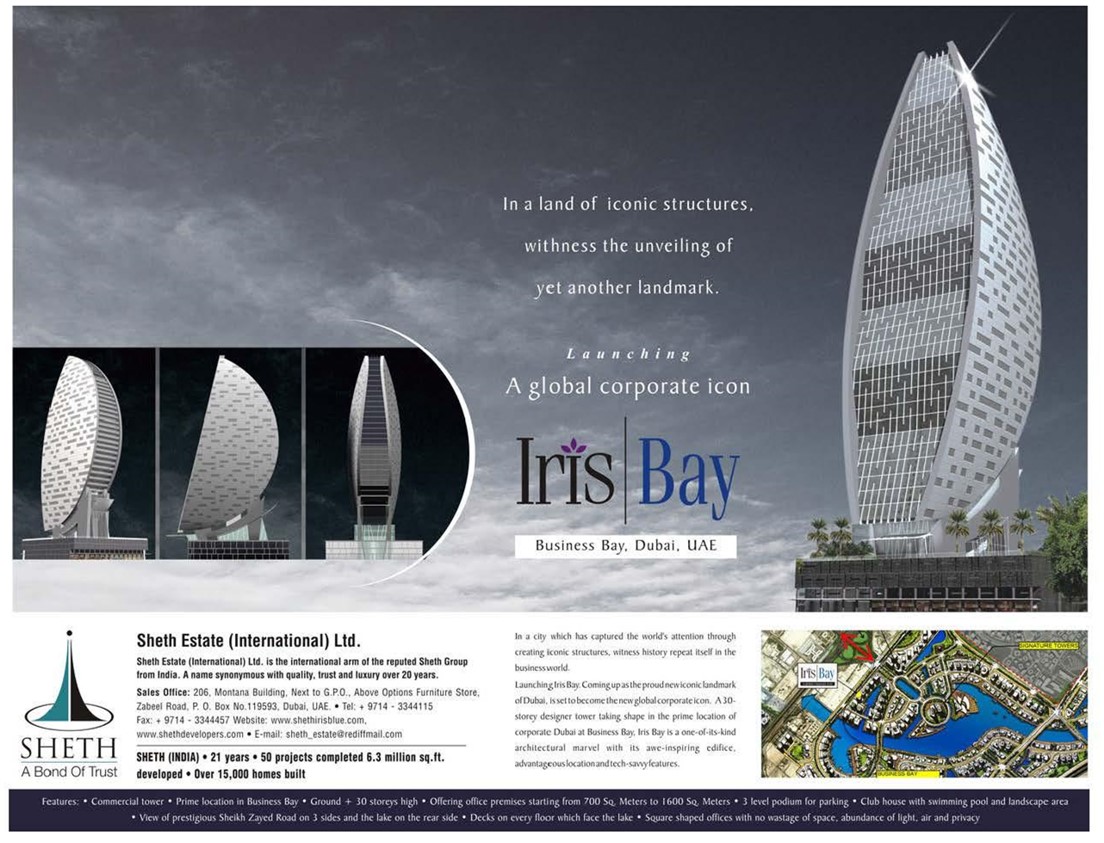 In a land of iconic structures,
withness the unveiling of
yet another landmark.
Launching
A global corporate icon
Iris Bay
Business Bay, Dubai, UAE
SHETH
A Bond Of Trust
Sheth Estate (International) Ltd.
Sheth Estate (International) Ltd. is the international arm of the reputed Sheth Group
from India. A name synonymous with quality, trust and luxury over 20 years.
Sales Office: 206, Montana Building, Next to G.P.O., Above Options Furniture Store,
Zabeel Road, P. O. Box No.119593, Dubai, UAE. • Tel: + 9714 - 3344115
Fax: + 9714 - 3344457 Website: www.shethirisblue.com,
www.shethdevelopers.com • E-mail: sheth_estate@rediffmail.com
SHETH (INDIA) • 21 years • 50 projects completed 6.3 million sq.ft.
developed • Over 15,000 homes built
In a city which has captured the world's attention through
creating iconic structures, witness history repeat itself in the
business world.
Launching Iris Bay. Coming up as the proud new iconic landmark
of Dubai, is set to become the new global corporate icon. A 30-
storey designer tower taking shape in the prime location of
corporate Dubai at Business Bay, Iris Bay is a one-of-its-kind
architectural marvel with its awe-inspiring edifice,
advantageous location and tech-savvy features.
SIGNATURE TOWERS
Iris Bay
BUSINESS BAY
Features: • Commercial tower • Prime location in Business Bay • Ground + 30 storeys high • Offering office premises starting from 700 Sq. Meters to 1600 Sq. Meters • 3 level podium for parking • Club house with swimming pool and landscape area
• View of prestigious Sheikh Zayed Road on 3 sides and the lake on the rear side • Decks on every floor which face the lake • Square shaped offices with no wastage of space, abundance of light, air and privacy